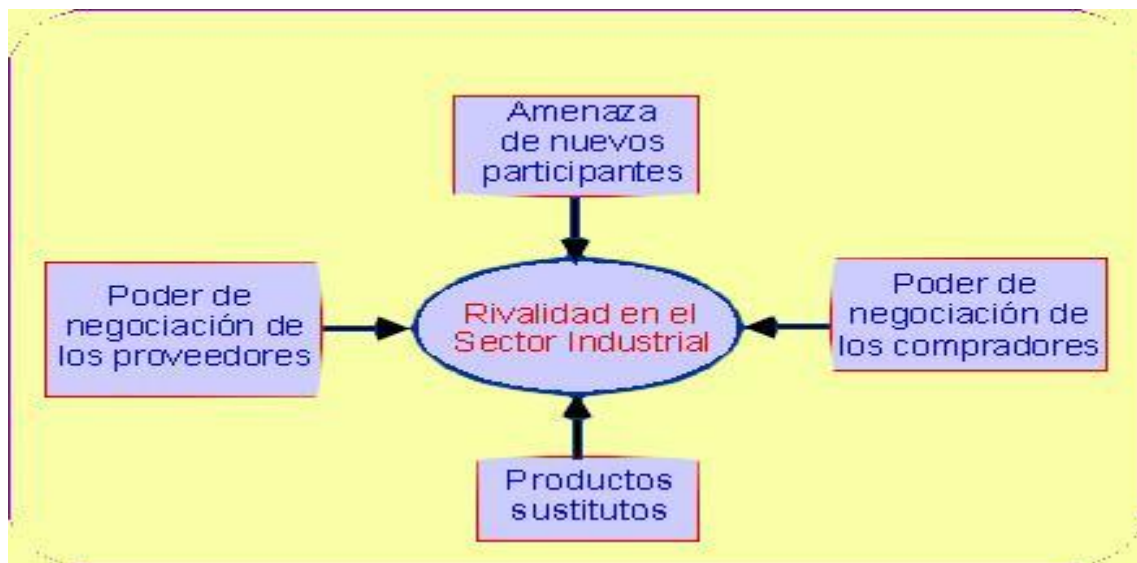 Amenaza
de nuevos
participantes
Poder de
negociación de
los proveedores
Rivalidad en el
Sector Industrial
Poder de
negociación de
los compradores
Productos
sustitutos